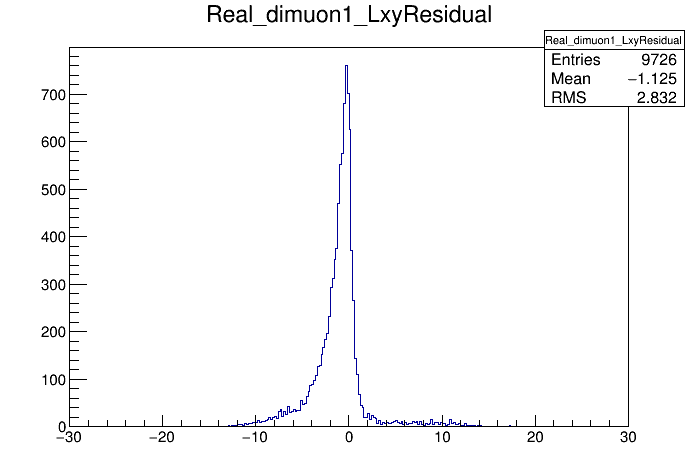 Real_dimuon1_LxyResidual
Real_dimuon1_LxyResidual
Entries 9726
Mean −1.125
RMS 2.832
700
600
500
400
300
200
100
0
−30 −20 −10 0 10 20 30